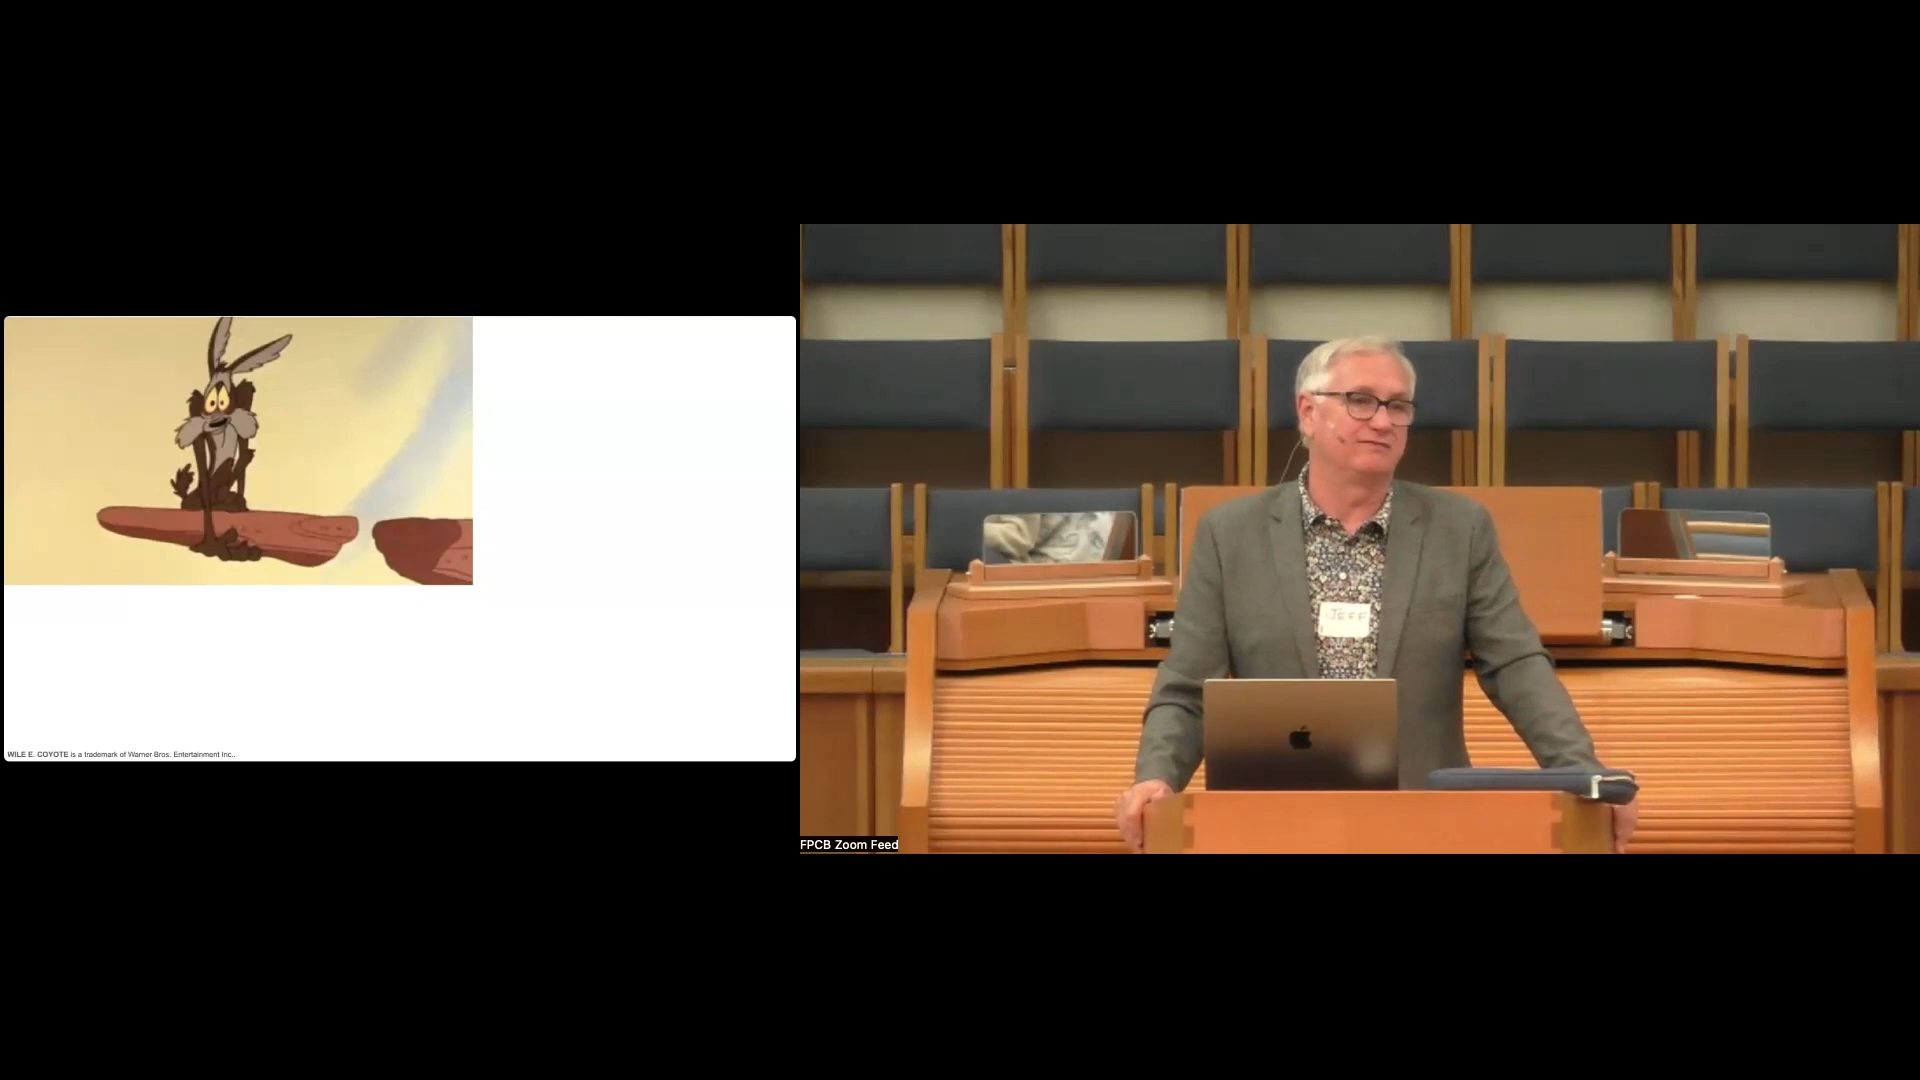 WILE E. COYOTE is a trademark of Warner Bros. Entertainment Inc..
JEFF
FPCB Zoom Feed